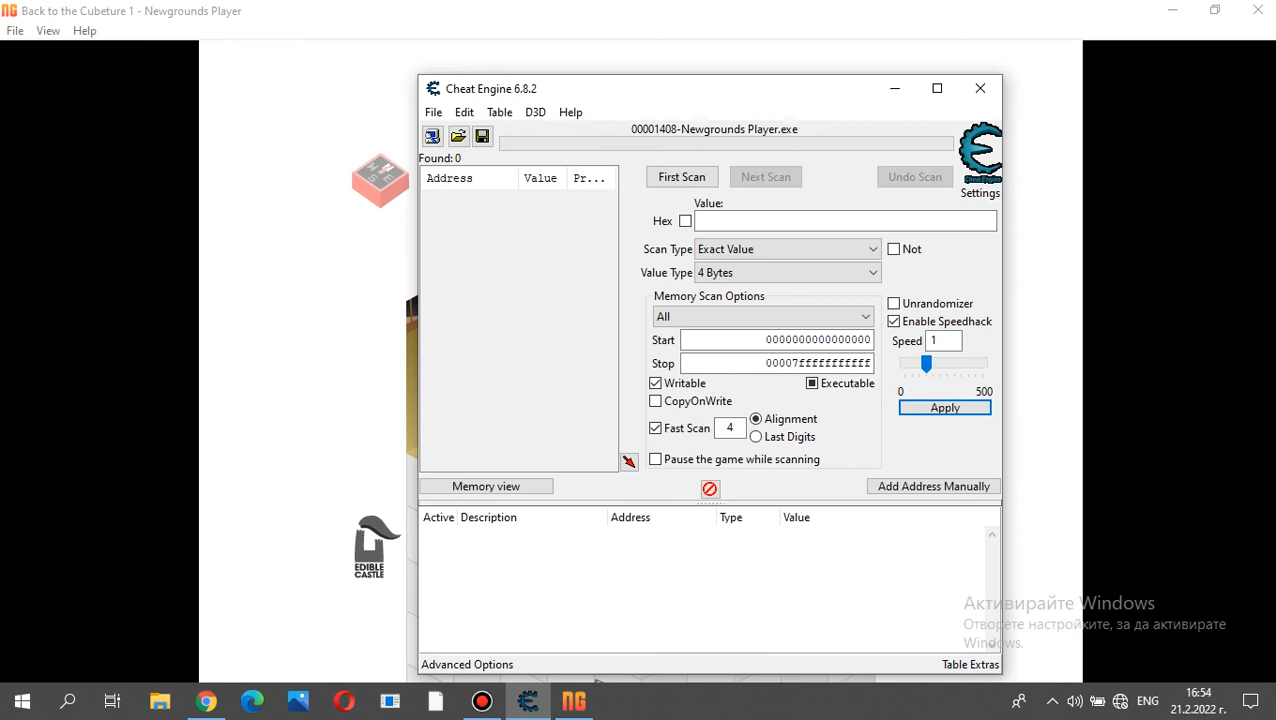 Back to the Cubeture 1 - Newgrounds Player
File View Help
Cheat Engine 6.8.2
File Edit Table D3D Help
00001408-Newgrounds Player.exe
Found: 0
Address Value Pr...
First Scan Next Scan Undo Scan
Cheat Engine
Settings
Value:
Hex
Scan Type Exact Value Not
Value Type 4 Bytes
Memory Scan Options
All
Unrandomizer
Enable Speedhack
Start 0000000000000000
Speed 1
Stop 00007fffffffffff
0 500
Writable Executable
CopyOnWrite
Apply
Fast Scan 4 Alignment
Last Digits
Pause the game while scanning
Memory view Add Address Manually
Active Description Address Type Value
EDIBLE
CASTLE
Активирайте Windows
Отворете настройките, за да активирате
Windows.
Advanced Options Table Extras
NG
ENG
16:54
21.2.2022 г.